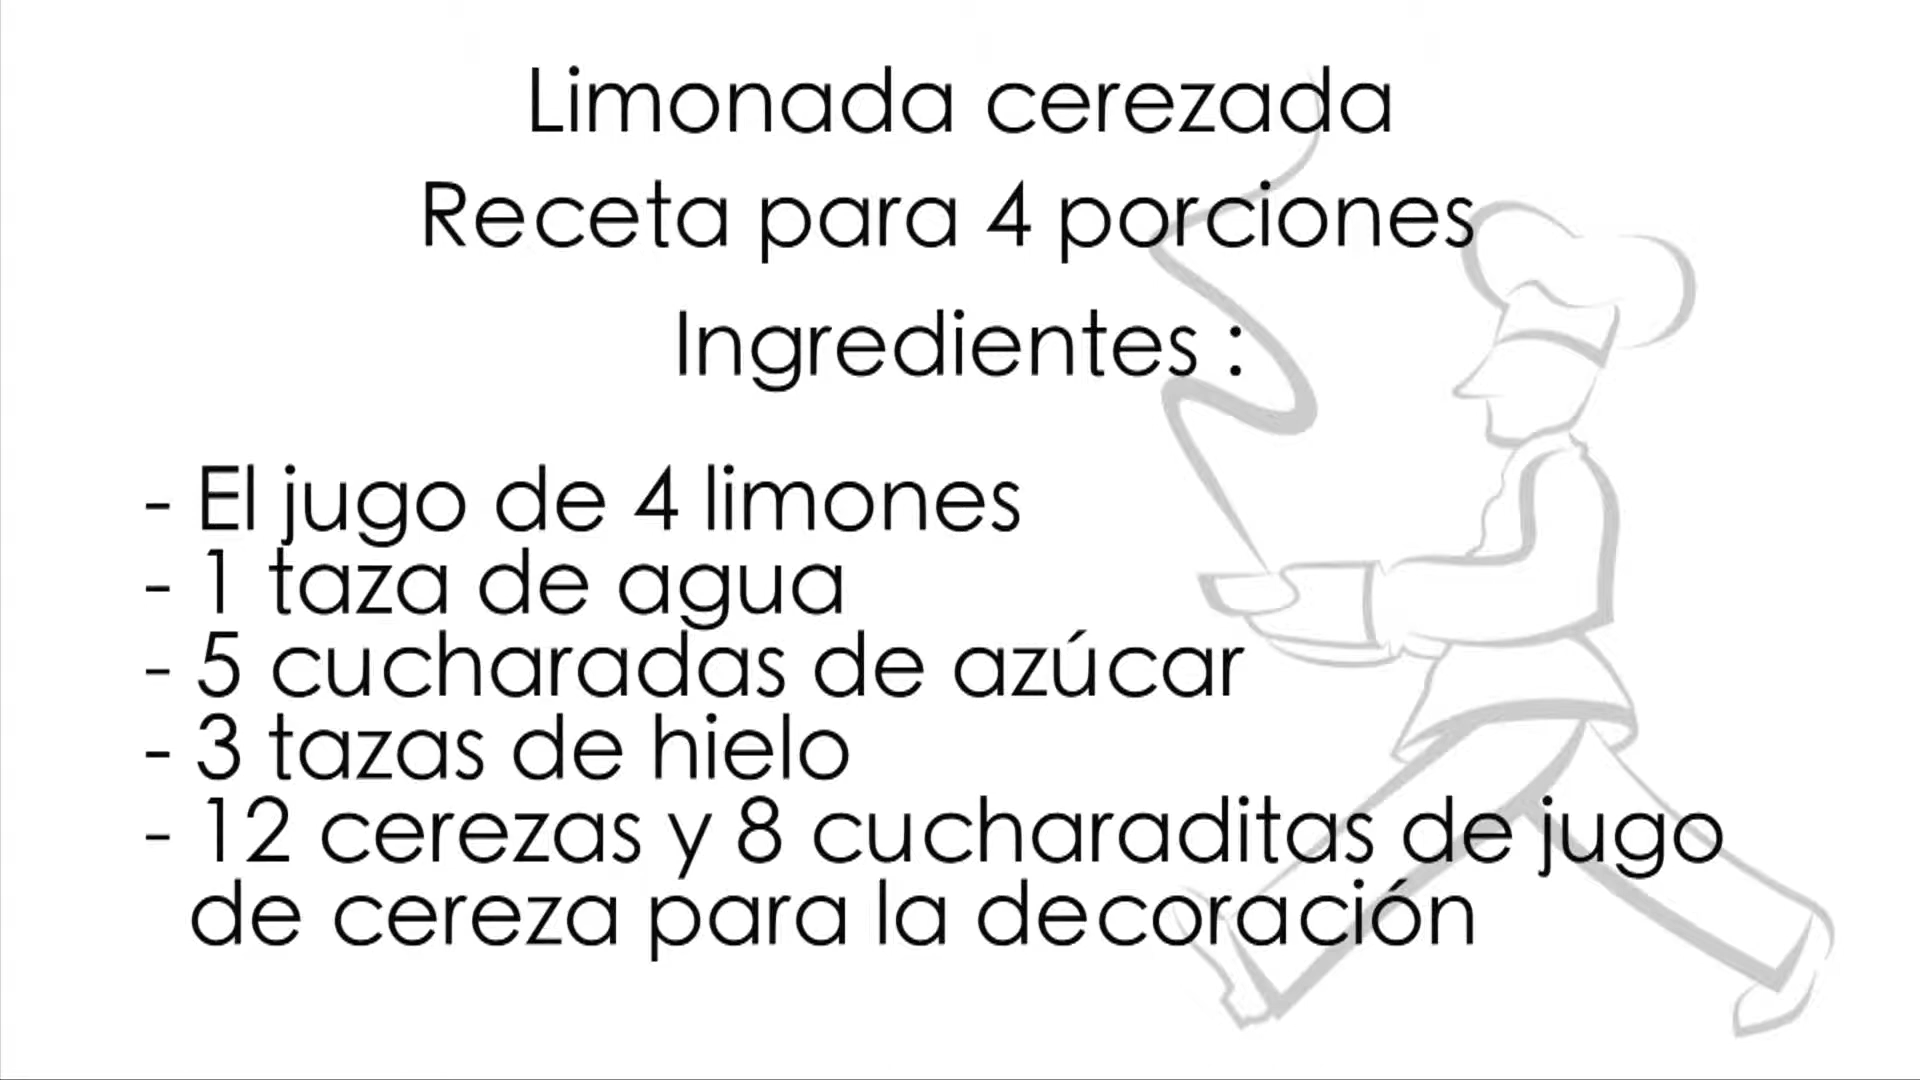 Limonada cerezada
Receta para 4 porciones
Ingredientes :
- El jugo de 4 limones
- 1 taza de agua
- 5 cucharadas de azúcar
- 3 tazas de hielo
- 12 cerezas y 8 cucharaditas de jugo
de cereza para la decoración